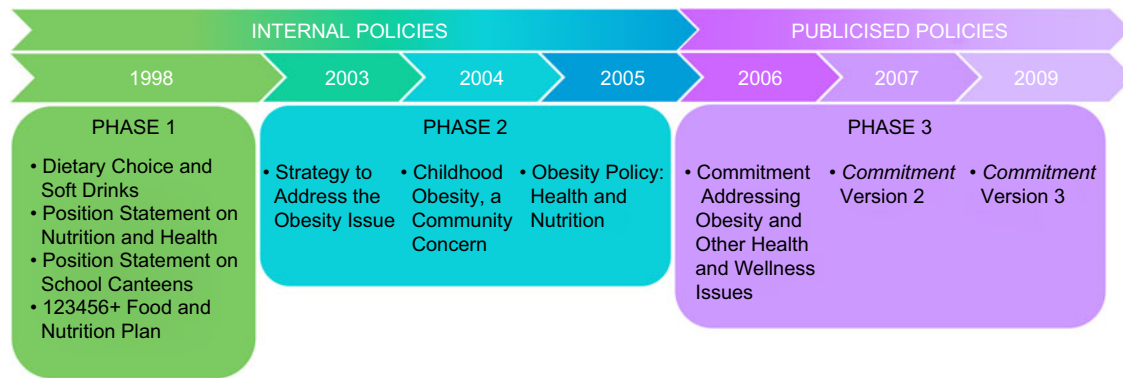 INTERNAL POLICIES
PUBLICISED POLICIES
1998
2003
2004
2005
2006
2007
2009
PHASE 1
• Dietary Choice and
Soft Drinks
• Position Statement on
Nutrition and Health
• Position Statement on
School Canteens
• 123456+ Food and
Nutrition Plan
PHASE 2
• Strategy to
Address the
Obesity Issue
• Childhood
Obesity, a
Community
Concern
• Obesity Policy:
Health and
Nutrition
PHASE 3
• Commitment
Addressing
Obesity and
Other Health
and Wellness
Issues
• Commitment
Version 2
• Commitment
Version 3